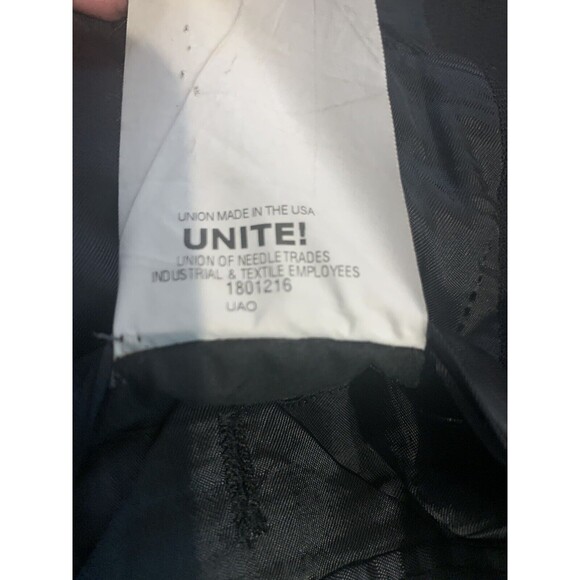 UNION MADE IN THE USA
UNITE!
UNION OF NEEDLETRADES
INDUSTRIAL & TEXTILE EMPLOYEES
1801216
UAO